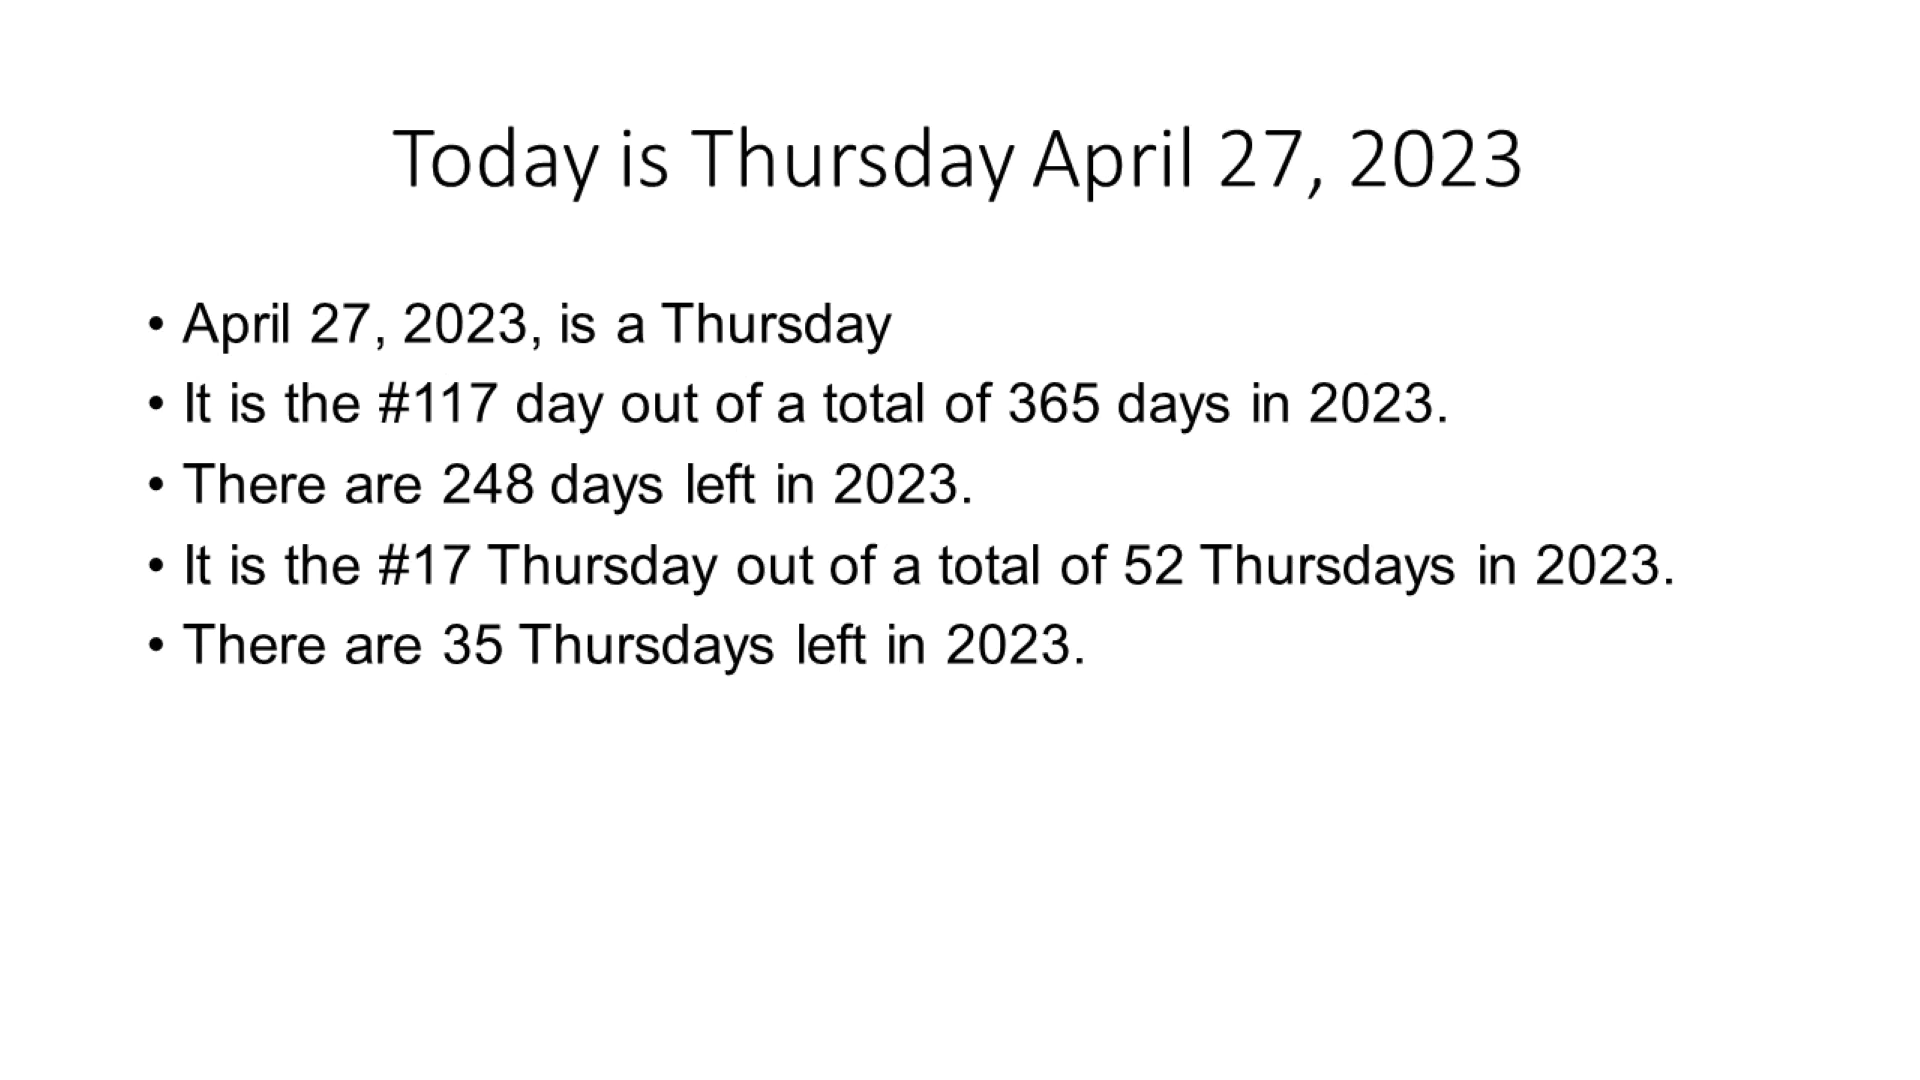 Today is Thursday April 27, 2023
• April 27, 2023, is a Thursday
• It is the #117 day out of a total of 365 days in 2023.
• There are 248 days left in 2023.
• It is the #17 Thursday out of a total of 52 Thursdays in 2023.
• There are 35 Thursdays left in 2023.